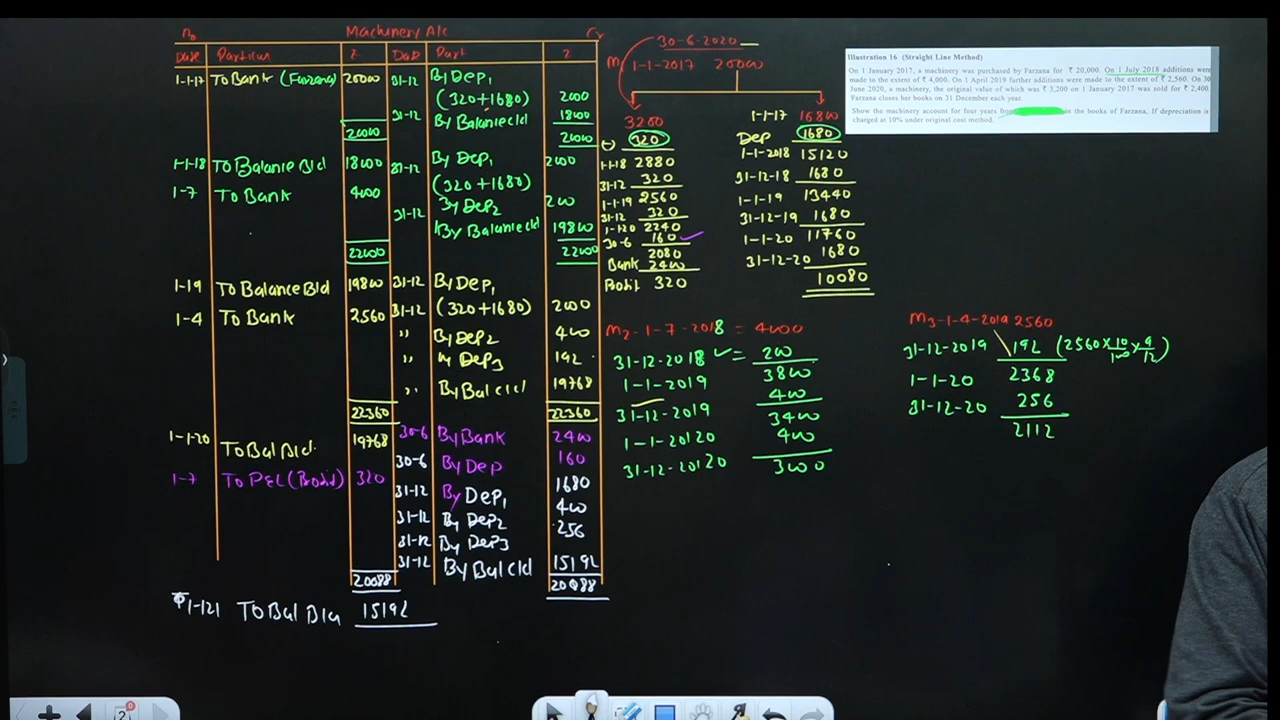 Machinery A/c
Dr Cr
Date Particulars ₹ Date Part ₹
1-1-17 To Bank (Farzana) 20000 31-12 By Dep1
(320+1680) 2000
31-12 By Balance c/d 18000
20000 20000
1-1-18 To Balance B/d 18000 31-12 By Dep1 2000
1-7 To Bank 4000 (320+1680)
By Dep2 200
31-12 By Balance c/d 19800
22000 22000
1-19 To Balance B/d 19800 31-12 By Dep1
1-4 To Bank 2560 31-12 (320+1680) 2000
,, By Dep2 400
,, By Dep3 192
,, By Bal c/d 19768
22360 22360
1-1-20 To Bal B/d. 19768 30-6 By Bank 2400
30-6 By Dep 160
1-7 To P&L (Profit) 320 31-12 By Dep1 1680
31-12 By Dep2 400
31-12 By Dep3 256
31-12 By Bal c/d 15192
20088 20088
1-121 To Bal B/d 15192
30-6-2020
M 1-1-2017 20000
3200
(-) 320
1-1-18 2880
31-12 320
1-1-19 2560
31-12 320
1-120 2240
30-6 160
2080
Bank 2400
Profit 320
1-1-17 16800
Dep 1680
1-1-2018 15120
31-12-18 1680
1-1-19 13440
31-12-19 1680
1-1-20 11760
31-12-20 1680
10080
M2-1-7-2018 = 4000
31-12-2018 = 200
1-1-2019 3800
400
31-12-2019 3400
1-1-20120 400
31-12-20120 3000
M3-1-4-2019 2560
31-12-2019 192 (2560×10/100×9/12)
1-1-20 2368
31-12-20 256
2112
Illustration 16 (Straight Line Method)
On 1 January 2017, a machinery was purchased by Farzana for ₹ 20,000. On 1 July 2018 additions were
made to the extent of ₹ 4,000. On 1 April 2019 further additions were made to the extent of ₹ 2,560. On 30
June 2020, a machinery, the original value of which was ₹ 3,200 on 1 January 2017 was sold for ₹ 2,400.
Farzana closes her books on 31 December each year.
Show the machinery account for four years from in the books of Farzana, If depreciation is
charged at 10% under original cost method.
2